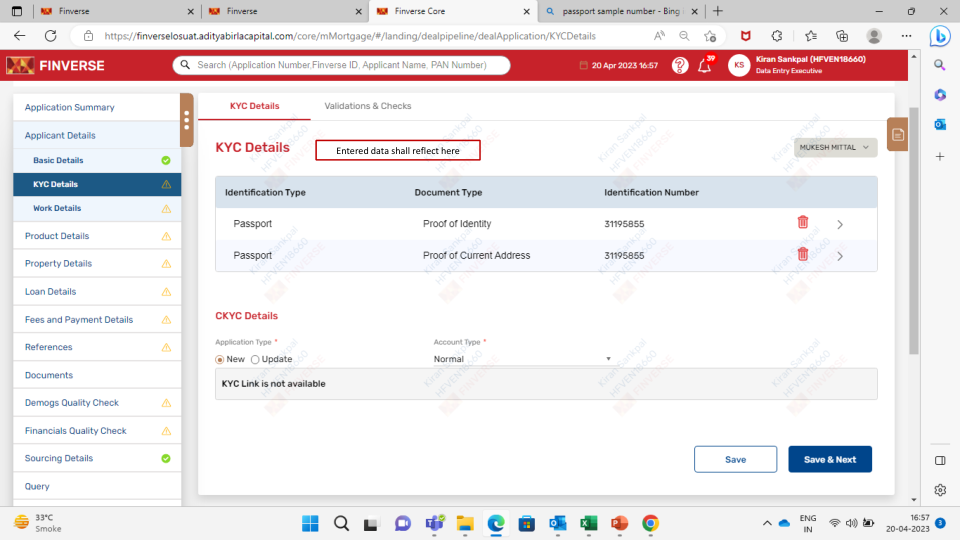 Finverse
Finverse
Finverse Core
passport sample number - Bing
https://finverselosuat.adityabirlacapital.com/core/mMortgage/#/landing/dealpipeline/dealApplication/KYCDetails
FINVERSE
Search (Application Number,Finverse ID, Applicant Name, PAN Number)
20 Apr 2023 16:57
39
KS
Kiran Sankpal (HFVEN18660)
Data Entry Executive
Application Summary
Applicant Details
Basic Details
KYC Details
Work Details
Product Details
Property Details
Loan Details
Fees and Payment Details
References
Documents
Demogs Quality Check
Financials Quality Check
Sourcing Details
Query
KYC Details
Validations & Checks
KYC Details
Entered data shall reflect here
MUKESH MITTAL
Identification Type Document Type Identification Number
Passport Proof of Identity 31195855
Passport Proof of Current Address 31195855
CKYC Details
Application Type *
Account Type *
New Update
Normal
KYC Link is not available
Save
Save & Next
Kiran Sankpal
HFVEN18660
FINVERSE
33°C
Smoke
ENG
IN
16:57
20-04-2023
3